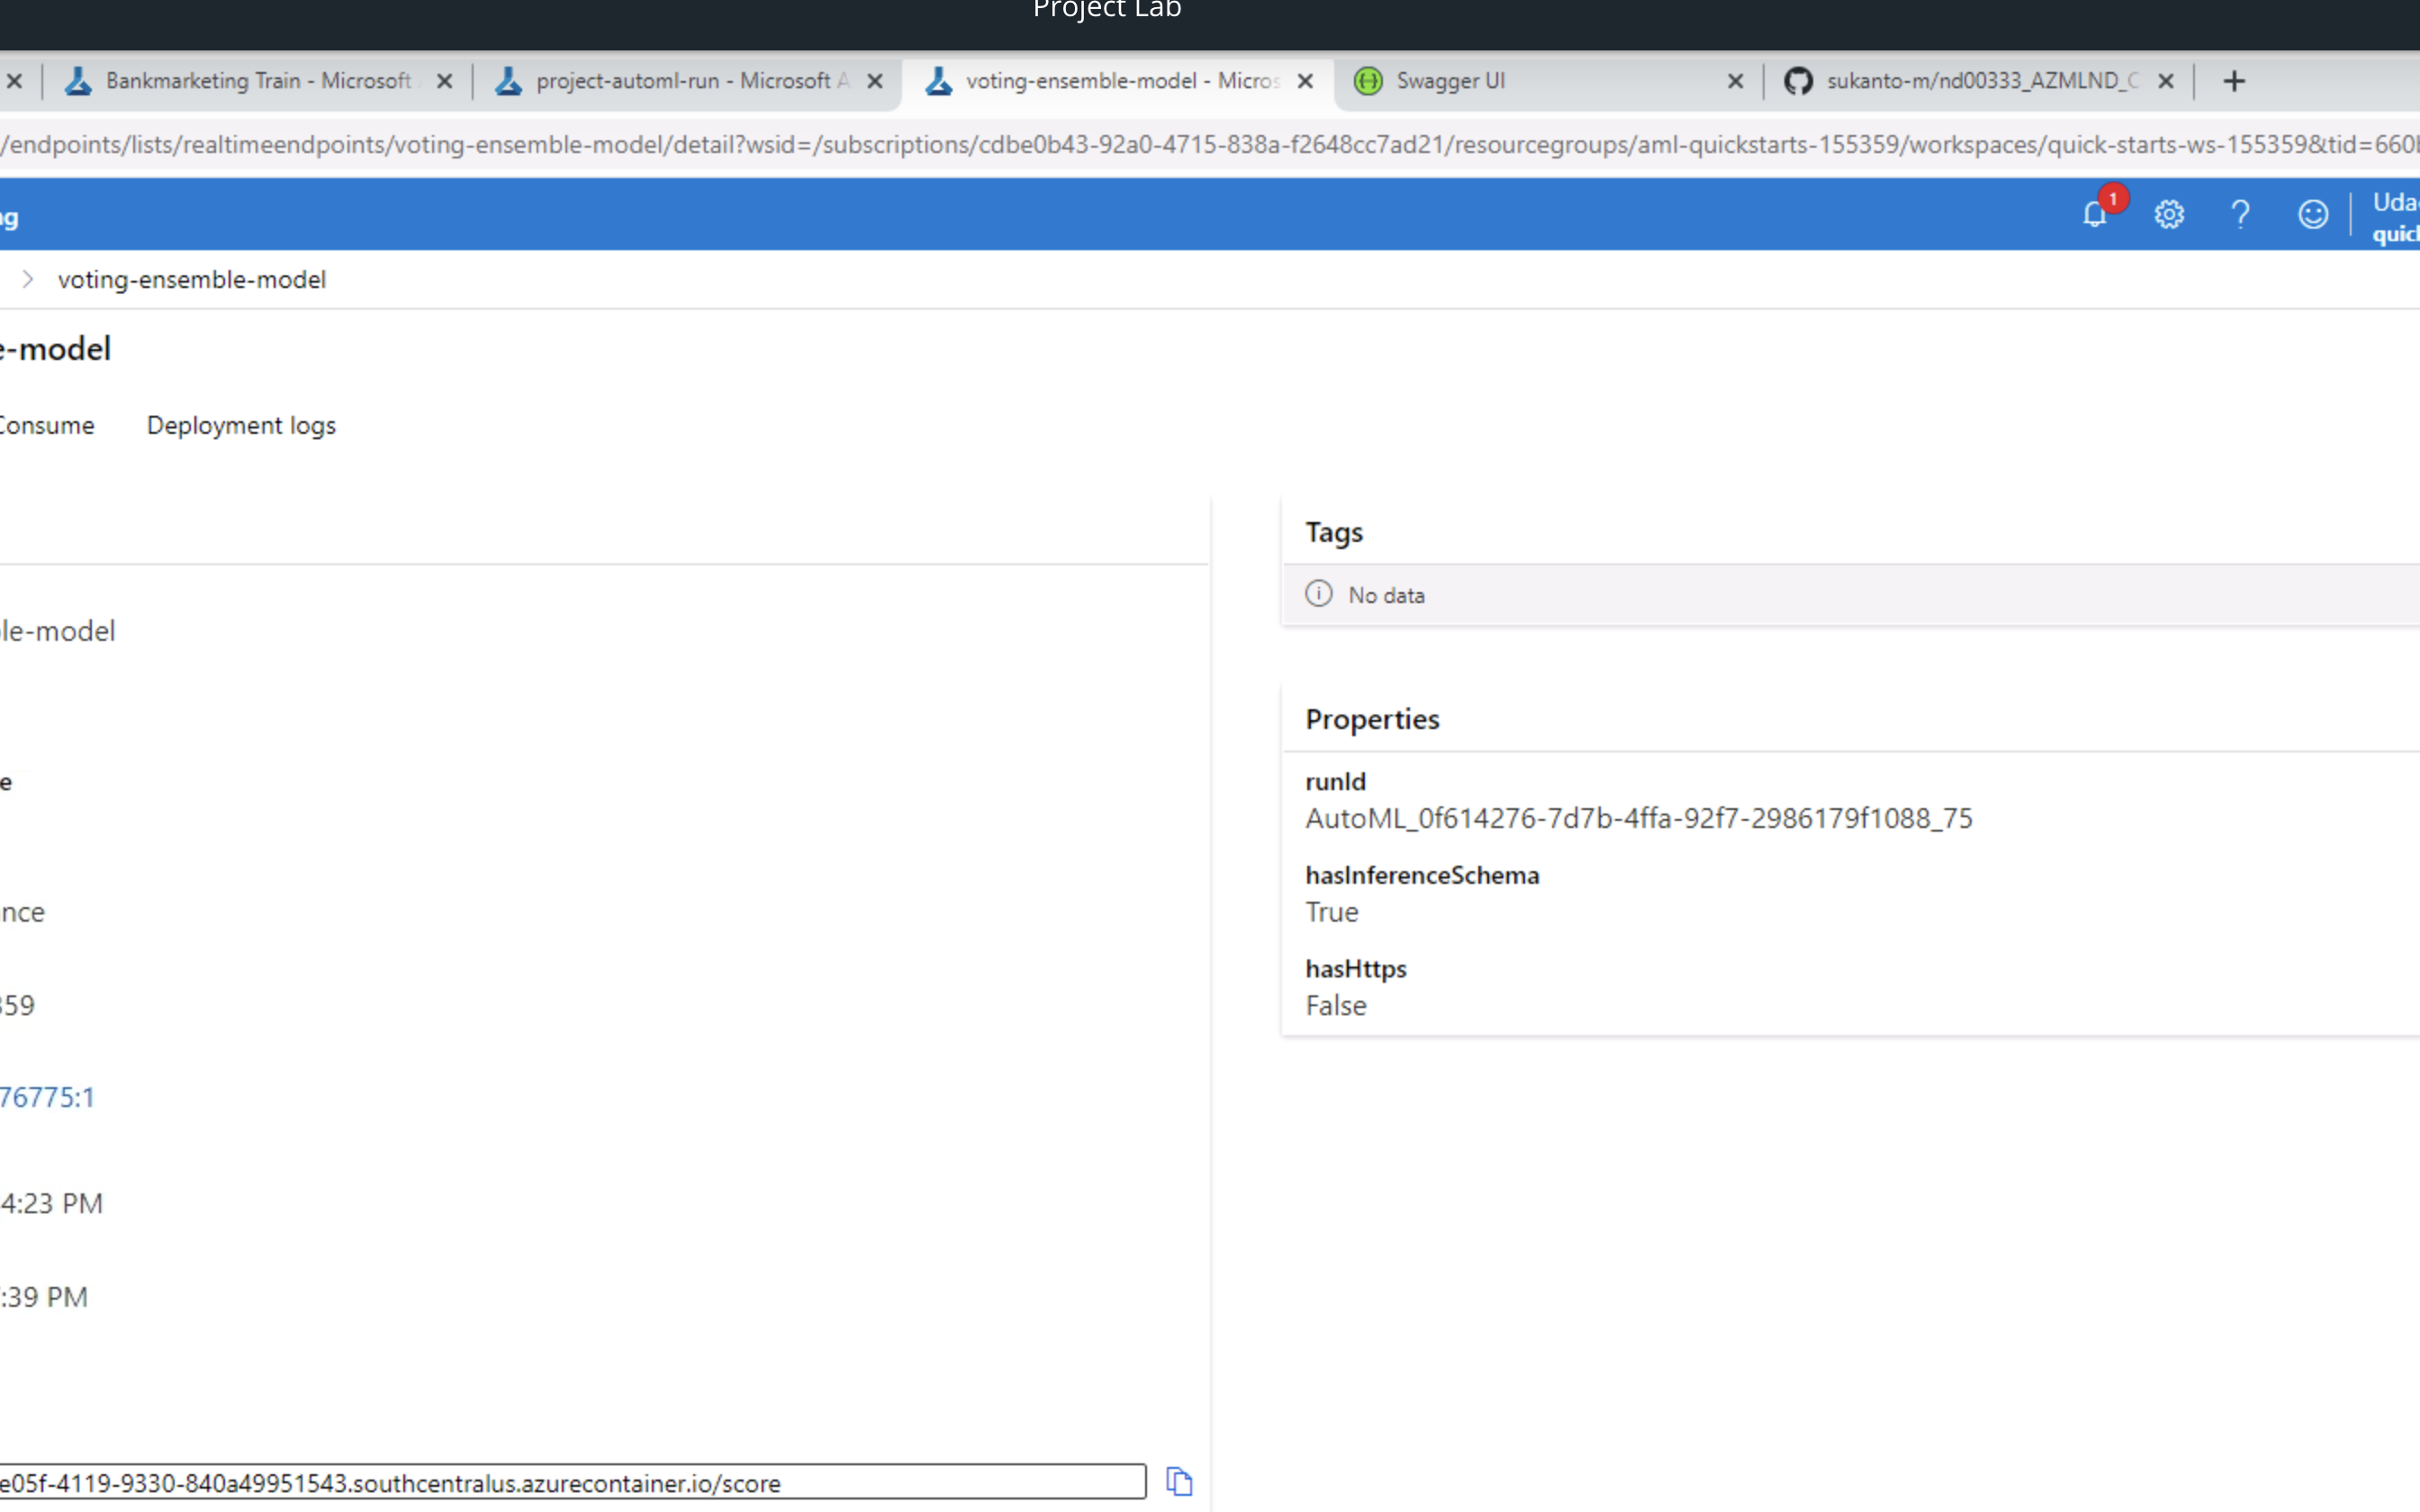 Project Lab
Bankmarketing Train - Microsoft
project-automl-run - Microsoft A
voting-ensemble-model - Micros
Swagger UI
sukanto-m/nd00333_AZMLND_C
/endpoints/lists/realtimeendpoints/voting-ensemble-model/detail?wsid=/subscriptions/cdbe0b43-92a0-4715-838a-f2648cc7ad21/resourcegroups/aml-quickstarts-155359/workspaces/quick-starts-ws-155359&tid=660
1
Uda
quic
voting-ensemble-model
e-model
Consume
Deployment logs
Tags
No data
le-model
Properties
e
runId
AutoML_0f614276-7d7b-4ffa-92f7-2986179f1088_75
hasInferenceSchema
nce
True
hasHttps
359
False
76775:1
4:23 PM
:39 PM
e05f-4119-9330-840a49951543.southcentralus.azurecontainer.io/score